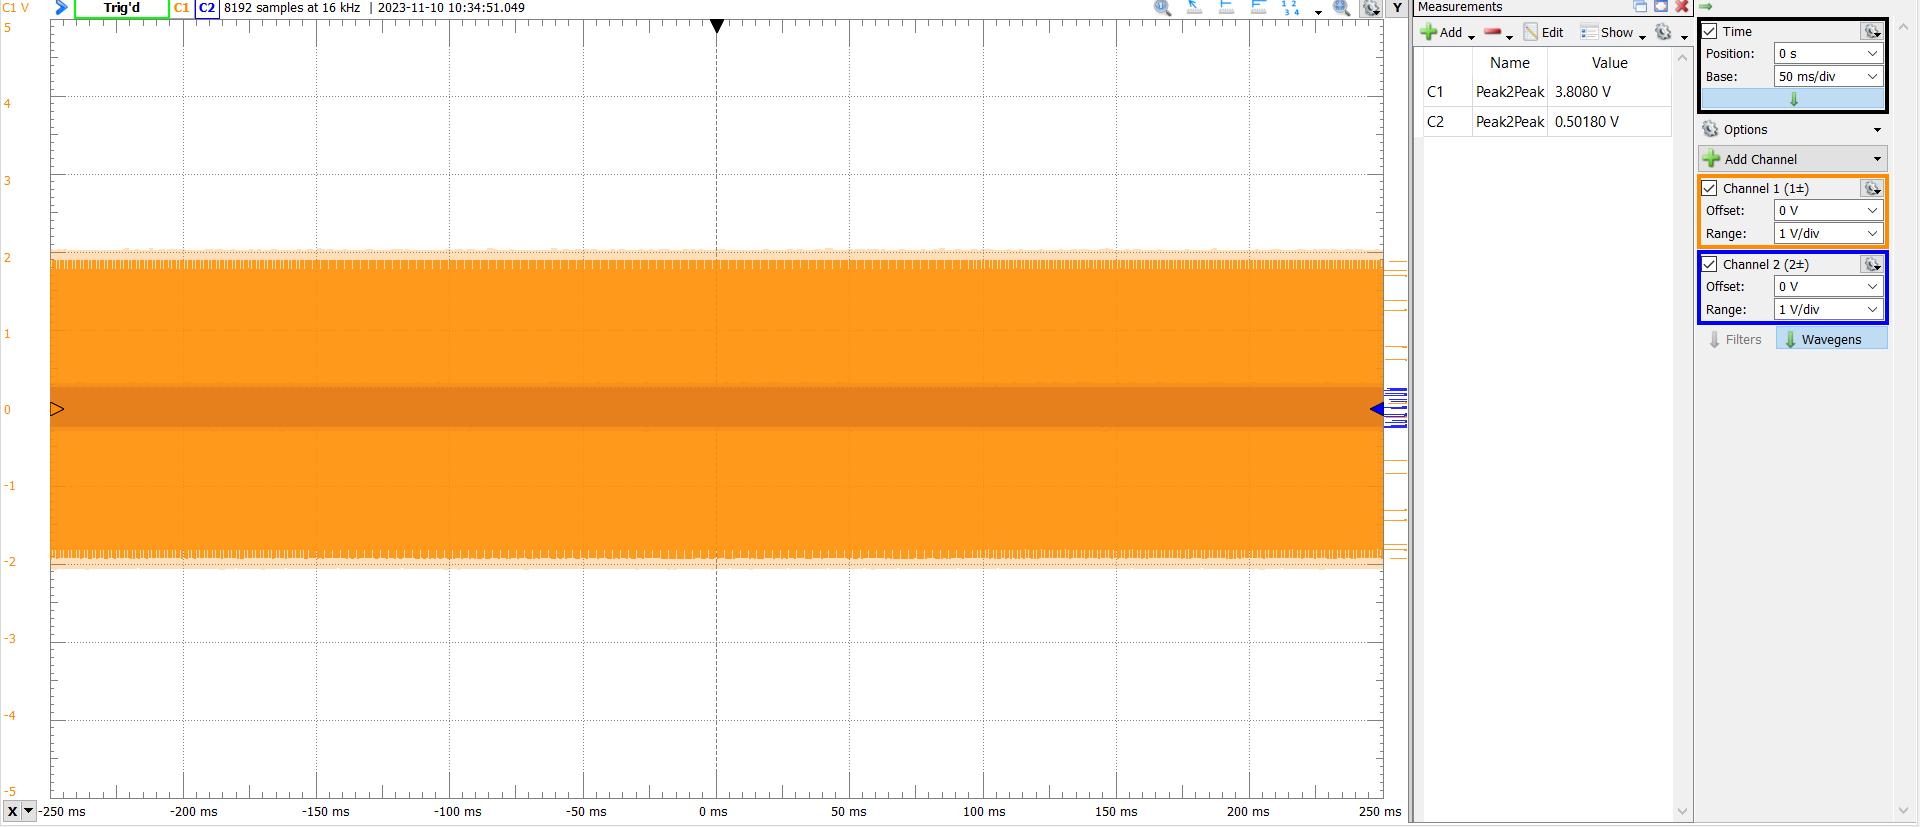 C1 V
Trig'd C1 C2 8192 samples at 16 kHz | 2023-11-10 10:34:51.049
Y
5
4
3
2
1
0
-1
-2
-3
-4
-5
X -250 ms -200 ms -150 ms -100 ms -50 ms 0 ms 50 ms 100 ms 150 ms 200 ms 250 ms
Measurements
Add Edit Show
Name Value
C1 Peak2Peak 3.8080 V
C2 Peak2Peak 0.50180 V
Time
Position: 0 s
Base: 50 ms/div
Options
Add Channel
Channel 1 (1±)
Offset: 0 V
Range: 1 V/div
Channel 2 (2±)
Offset: 0 V
Range: 1 V/div
Filters Wavegens